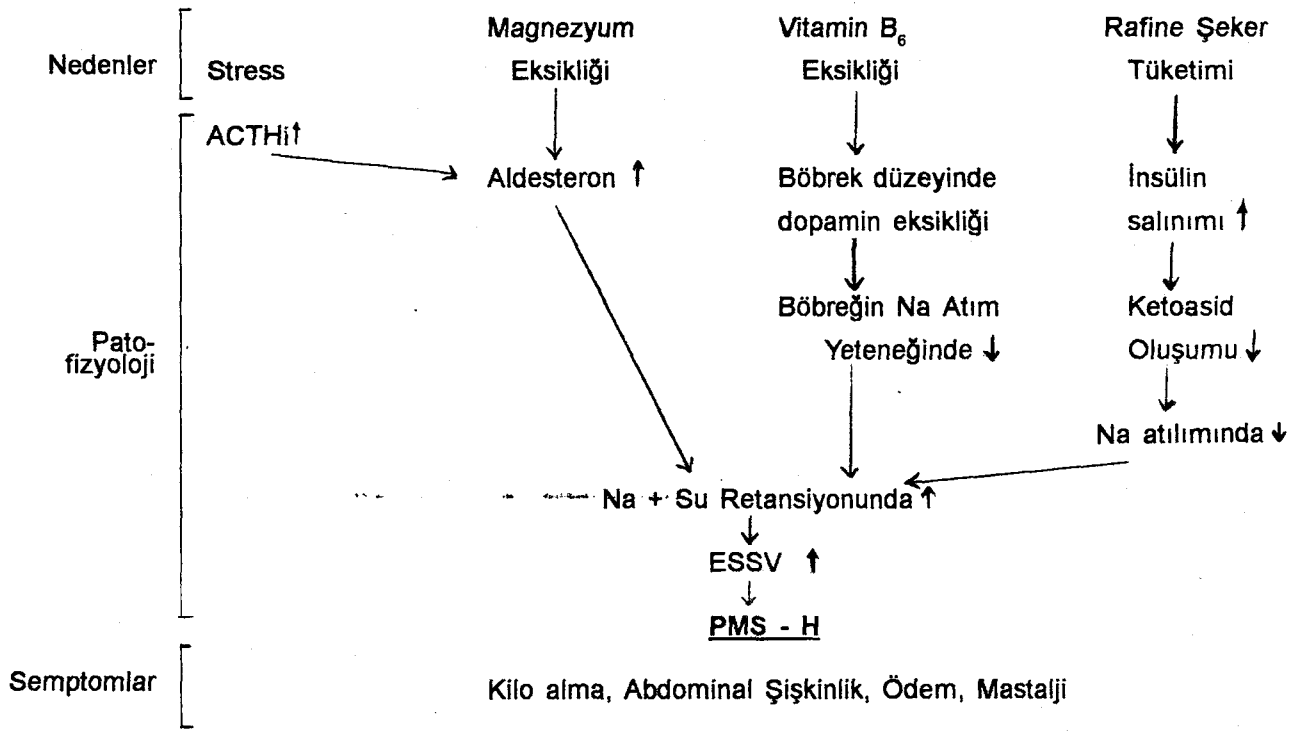 Nedenler
Stress
Magnezyum
Eksikliği
Vitamin B₆
Eksikliği
Rafine Şeker
Tüketimi
Pato-
fizyoloji
ACTHi↑
Aldesteron ↑
Böbrek düzeyinde
dopamin eksikliği
İnsülin
salınımı ↑
Böbreğin Na Atım
Yeteneğinde ↓
Ketoasid
Oluşumu ↓
Na atılımında ↓
Na + Su Retansiyonunda ↑
ESSV ↑
PMS - H
Semptomlar
Kilo alma, Abdominal Şişkinlik, Ödem, Mastalji